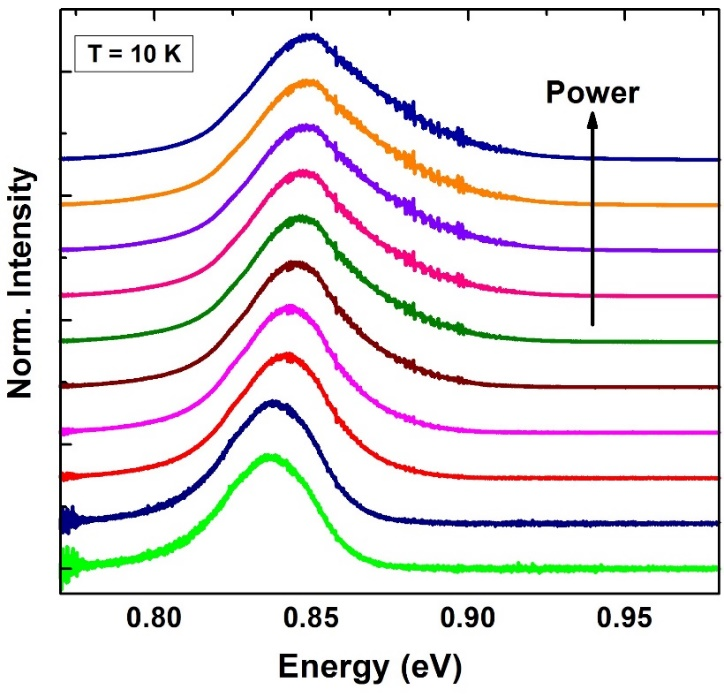 T = 10 K
Power
Norm. Intensity
0.80 0.85 0.90 0.95
Energy (eV)